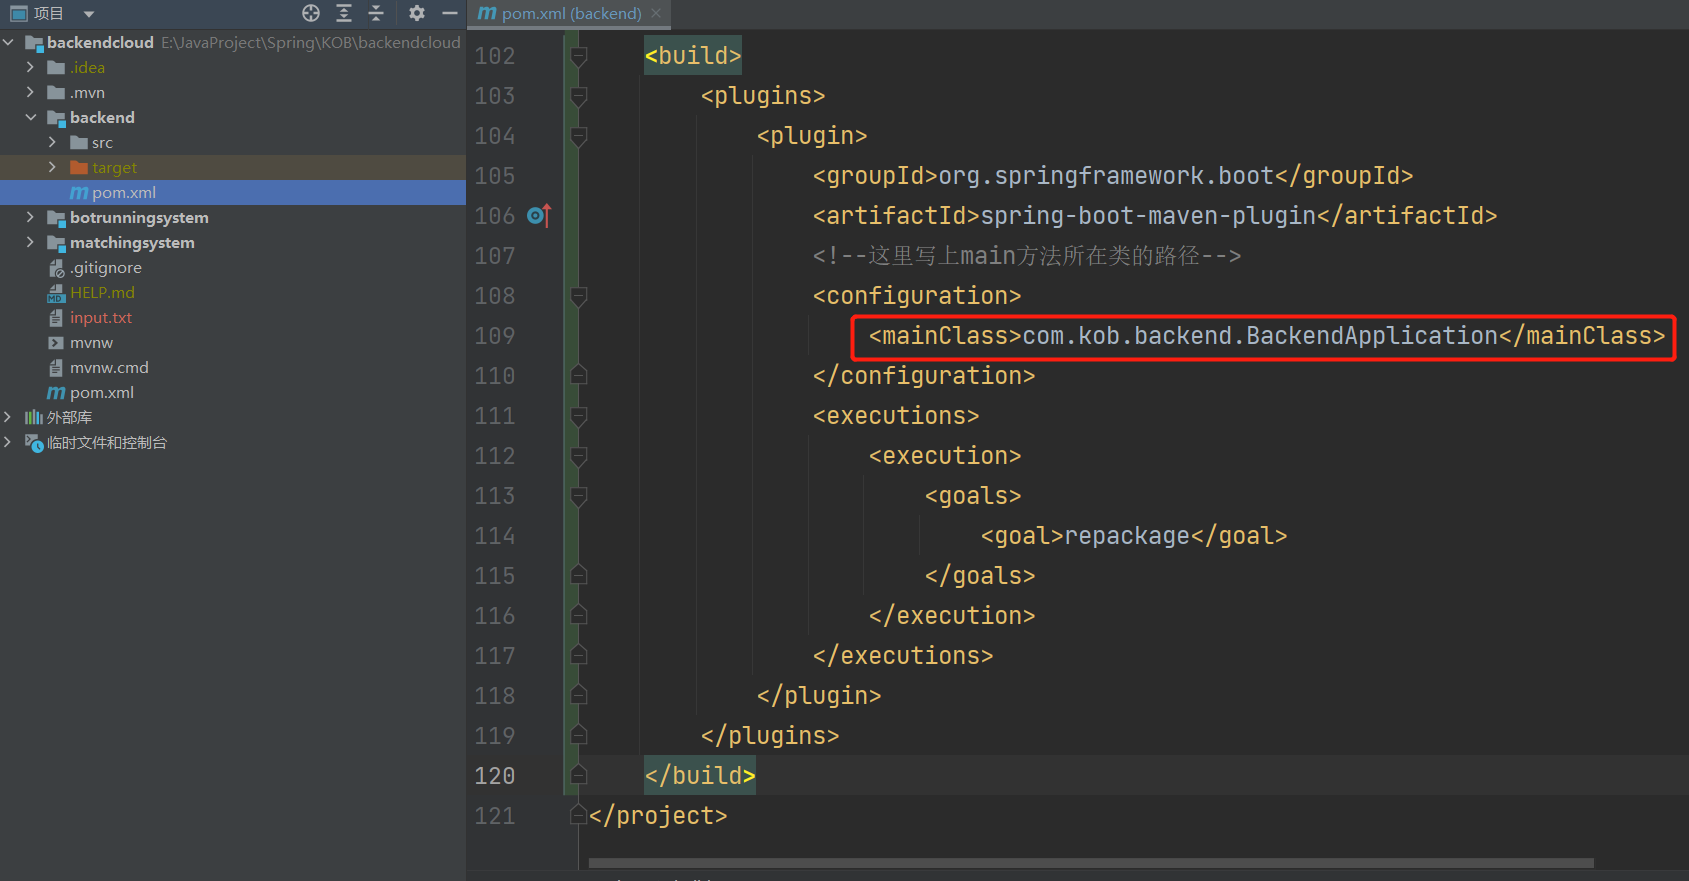 项目
pom.xml (backend)
backendcloud E:\JavaProject\Spring\KOB\backendcloud
.idea
.mvn
backend
src
target
pom.xml
botrunningsystem
matchingsystem
.gitignore
HELP.md
input.txt
mvnw
mvnw.cmd
pom.xml
外部库
临时文件和控制台
102 <build>
103 <plugins>
104 <plugin>
105 <groupId>org.springframework.boot</groupId>
106 <artifactId>spring-boot-maven-plugin</artifactId>
107 <!--这里写上main方法所在类的路径-->
108 <configuration>
109 <mainClass>com.kob.backend.BackendApplication</mainClass>
110 </configuration>
111 <executions>
112 <execution>
113 <goals>
114 <goal>repackage</goal>
115 </goals>
116 </execution>
117 </executions>
118 </plugin>
119 </plugins>
120 </build>
121 </project>